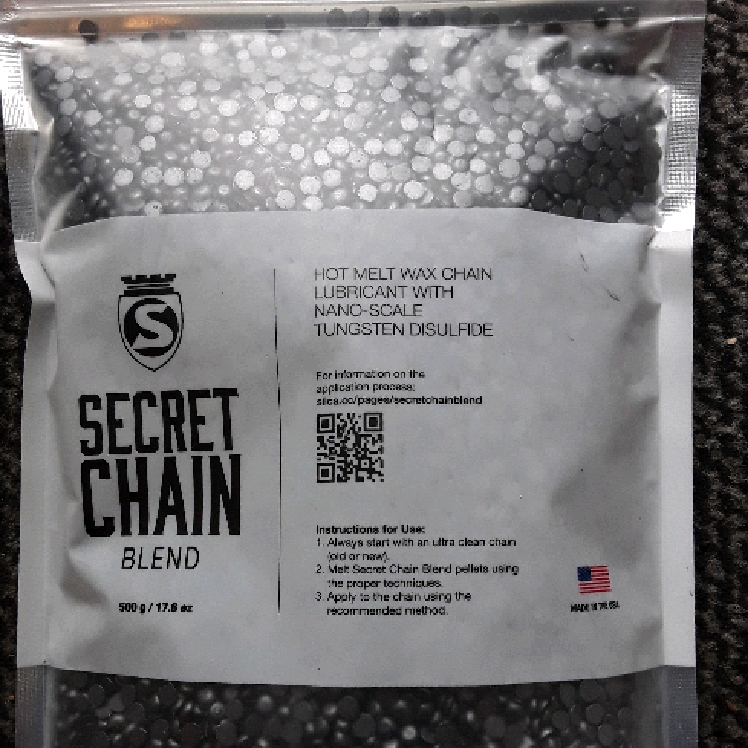 S
SECRET
CHAIN
BLEND
500 g / 17.6 oz
HOT MELT WAX CHAIN
LUBRICANT WITH
NANO-SCALE
TUNGSTEN DISULFIDE
For information on the
application process:
silca.cc/pages/secretchainblend
Instructions for Use:
1. Always start with an ultra clean chain
(old or new).
2. Melt Secret Chain Blend pellets using
the proper techniques.
3. Apply to the chain using the
recommended method.
MADE IN THE USA